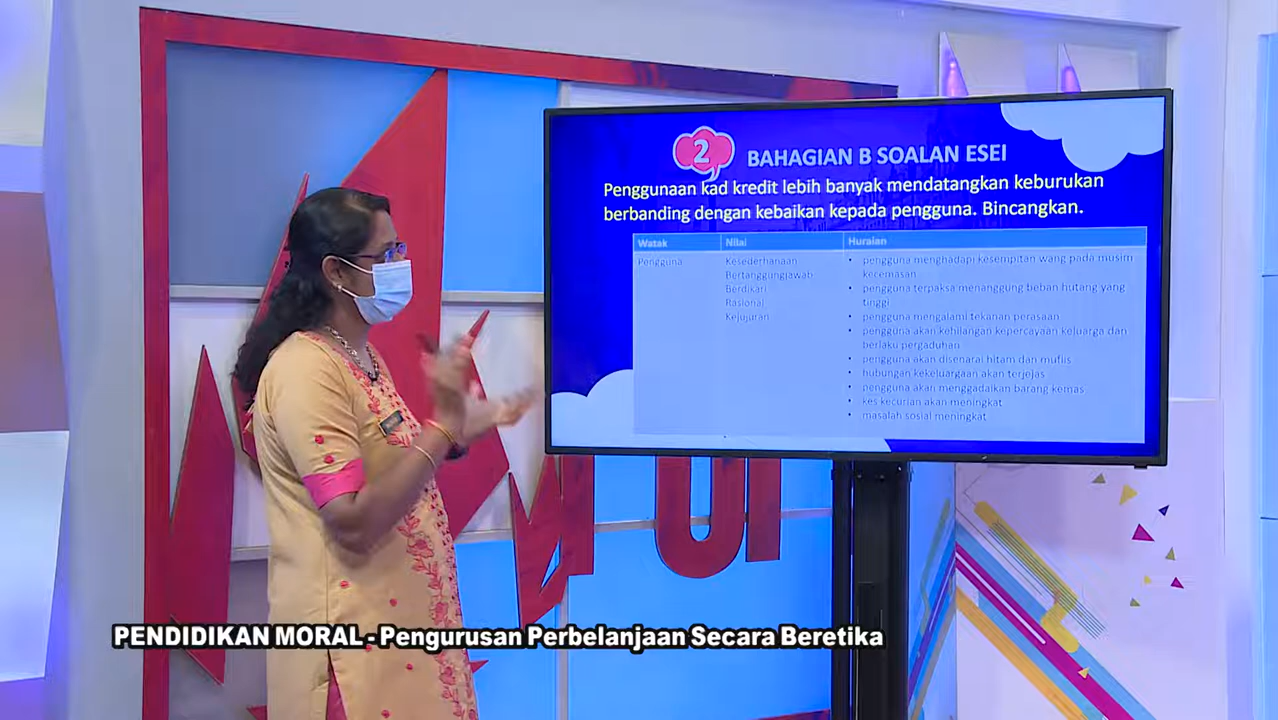 2
BAHAGIAN B SOALAN ESEI
Penggunaan kad kredit lebih banyak mendatangkan keburukan
berbanding dengan kebaikan kepada pengguna. Bincangkan.
Watak
Nilai
Huraian
Pengguna
Kesederhanaan
Bertanggungjawab
Berdikari
Rasional
Kejujuran
• pengguna menghadapi kesempitan wang pada musim
kecemasan
• pengguna terpaksa menanggung beban hutang yang
tinggi
• pengguna mengalami tekanan perasaan
• pengguna akan kehilangan kepercayaan keluarga dan
berlaku pergaduhan
• pengguna akan disenarai hitam dan muflis
• hubungan kekeluargaan akan terjejas
• pengguna akan menggadaikan barang kemas
• kes kecurian akan meningkat
• masalah sosial meningkat
PENDIDIKAN MORAL - Pengurusan Perbelanjaan Secara Beretika